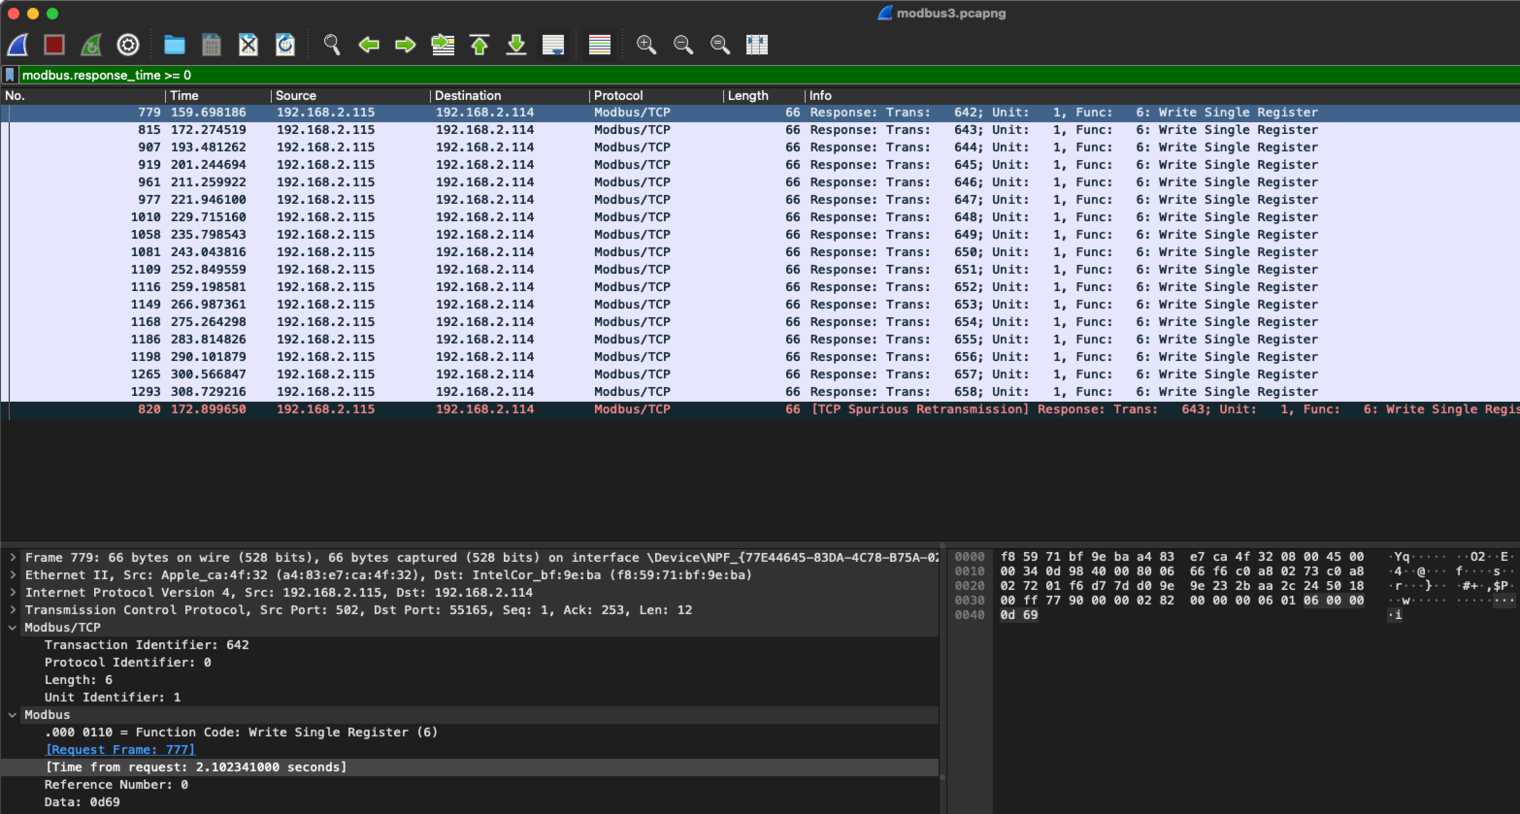 modbus3.pcapng
modbus.response_time >= 0
No. Time Source Destination Protocol Length Info
779 159.698186 192.168.2.115 192.168.2.114 Modbus/TCP 66 Response: Trans: 642; Unit: 1, Func: 6: Write Single Register
815 172.274519 192.168.2.115 192.168.2.114 Modbus/TCP 66 Response: Trans: 643; Unit: 1, Func: 6: Write Single Register
907 193.481262 192.168.2.115 192.168.2.114 Modbus/TCP 66 Response: Trans: 644; Unit: 1, Func: 6: Write Single Register
919 201.244694 192.168.2.115 192.168.2.114 Modbus/TCP 66 Response: Trans: 645; Unit: 1, Func: 6: Write Single Register
961 211.259922 192.168.2.115 192.168.2.114 Modbus/TCP 66 Response: Trans: 646; Unit: 1, Func: 6: Write Single Register
977 221.946100 192.168.2.115 192.168.2.114 Modbus/TCP 66 Response: Trans: 647; Unit: 1, Func: 6: Write Single Register
1010 229.715160 192.168.2.115 192.168.2.114 Modbus/TCP 66 Response: Trans: 648; Unit: 1, Func: 6: Write Single Register
1058 235.798543 192.168.2.115 192.168.2.114 Modbus/TCP 66 Response: Trans: 649; Unit: 1, Func: 6: Write Single Register
1081 243.043816 192.168.2.115 192.168.2.114 Modbus/TCP 66 Response: Trans: 650; Unit: 1, Func: 6: Write Single Register
1109 252.849559 192.168.2.115 192.168.2.114 Modbus/TCP 66 Response: Trans: 651; Unit: 1, Func: 6: Write Single Register
1116 259.198581 192.168.2.115 192.168.2.114 Modbus/TCP 66 Response: Trans: 652; Unit: 1, Func: 6: Write Single Register
1149 266.987361 192.168.2.115 192.168.2.114 Modbus/TCP 66 Response: Trans: 653; Unit: 1, Func: 6: Write Single Register
1168 275.264298 192.168.2.115 192.168.2.114 Modbus/TCP 66 Response: Trans: 654; Unit: 1, Func: 6: Write Single Register
1186 283.814826 192.168.2.115 192.168.2.114 Modbus/TCP 66 Response: Trans: 655; Unit: 1, Func: 6: Write Single Register
1198 290.101879 192.168.2.115 192.168.2.114 Modbus/TCP 66 Response: Trans: 656; Unit: 1, Func: 6: Write Single Register
1265 300.566847 192.168.2.115 192.168.2.114 Modbus/TCP 66 Response: Trans: 657; Unit: 1, Func: 6: Write Single Register
1293 308.729216 192.168.2.115 192.168.2.114 Modbus/TCP 66 Response: Trans: 658; Unit: 1, Func: 6: Write Single Register
820 172.899650 192.168.2.115 192.168.2.114 Modbus/TCP 66 [TCP Spurious Retransmission] Response: Trans: 643; Unit: 1, Func: 6: Write Single Regis
Frame 779: 66 bytes on wire (528 bits), 66 bytes captured (528 bits) on interface \Device\NPF_{77E44645-83DA-4C78-B75A-02
Ethernet II, Src: Apple_ca:4f:32 (a4:83:e7:ca:4f:32), Dst: IntelCor_bf:9e:ba (f8:59:71:bf:9e:ba)
Internet Protocol Version 4, Src: 192.168.2.115, Dst: 192.168.2.114
Transmission Control Protocol, Src Port: 502, Dst Port: 55165, Seq: 1, Ack: 253, Len: 12
Modbus/TCP
Transaction Identifier: 642
Protocol Identifier: 0
Length: 6
Unit Identifier: 1
Modbus
.000 0110 = Function Code: Write Single Register (6)
[Request Frame: 777]
[Time from request: 2.102341000 seconds]
Reference Number: 0
Data: 0d69
0000 f8 59 71 bf 9e ba a4 83 e7 ca 4f 32 08 00 45 00 ·Yq····· ··O2··E·
0010 00 34 0d 98 40 00 80 06 66 f6 c0 a8 02 73 c0 a8 ·4··@··· f····s··
0020 02 72 01 f6 d7 7d d0 9e 9e 23 2b aa 2c 24 50 18 ·r···}·· ·#+·,$P·
0030 00 ff 77 90 00 00 02 82 00 00 00 06 01 06 00 00 ··w····· ········
0040 0d 69 ·i